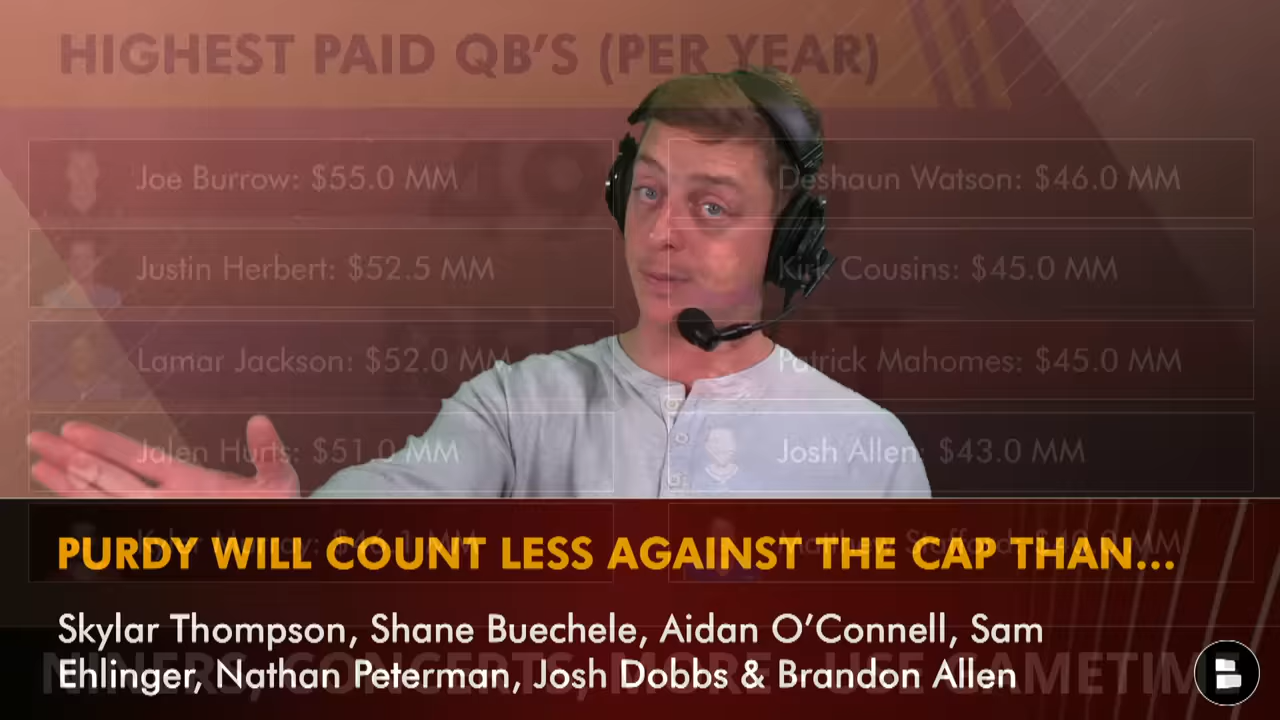 HIGHEST PAID QB'S (PER YEAR)
Joe Burrow: $55.0 MM
Deshaun Watson: $46.0 MM
Justin Herbert: $52.5 MM
Kirk Cousins: $45.0 MM
Lamar Jackson: $52.0 MM
Patrick Mahomes: $45.0 MM
Jalen Hurts: $51.0 MM
Josh Allen: $43.0 MM
PURDY WILL COUNT LESS AGAINST THE CAP THAN...
Skylar Thompson, Shane Buechele, Aidan O'Connell, Sam
Ehlinger, Nathan Peterman, Josh Dobbs & Brandon Allen